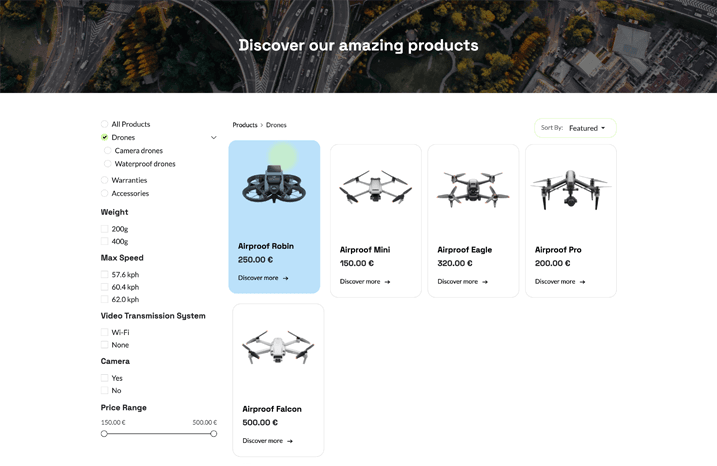 Discover our amazing products
All Products
Drones
Camera drones
Waterproof drones
Warranties
Accessories
Weight
200g
400g
Max Speed
57.6 kph
60.4 kph
62.0 kph
Video Transmission System
Wi-Fi
None
Camera
Yes
No
Price Range
150.00 € 500.00 €
Products > Drones
Sort By: Featured
Airproof Robin
250.00 €
Discover more →
Airproof Mini
150.00 €
Discover more →
Airproof Eagle
320.00 €
Discover more →
Airproof Pro
200.00 €
Discover more →
Airproof Falcon
500.00 €
Discover more →